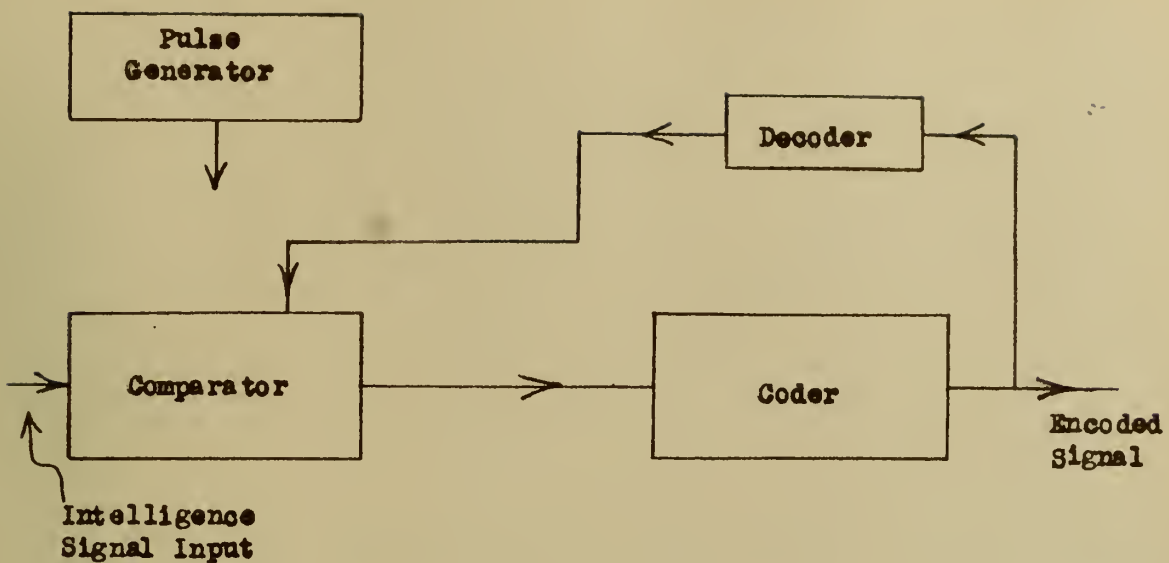 Pulse
Generator
Decoder
Comparator
Coder
Encoded
Signal
Intelligence
Signal Input